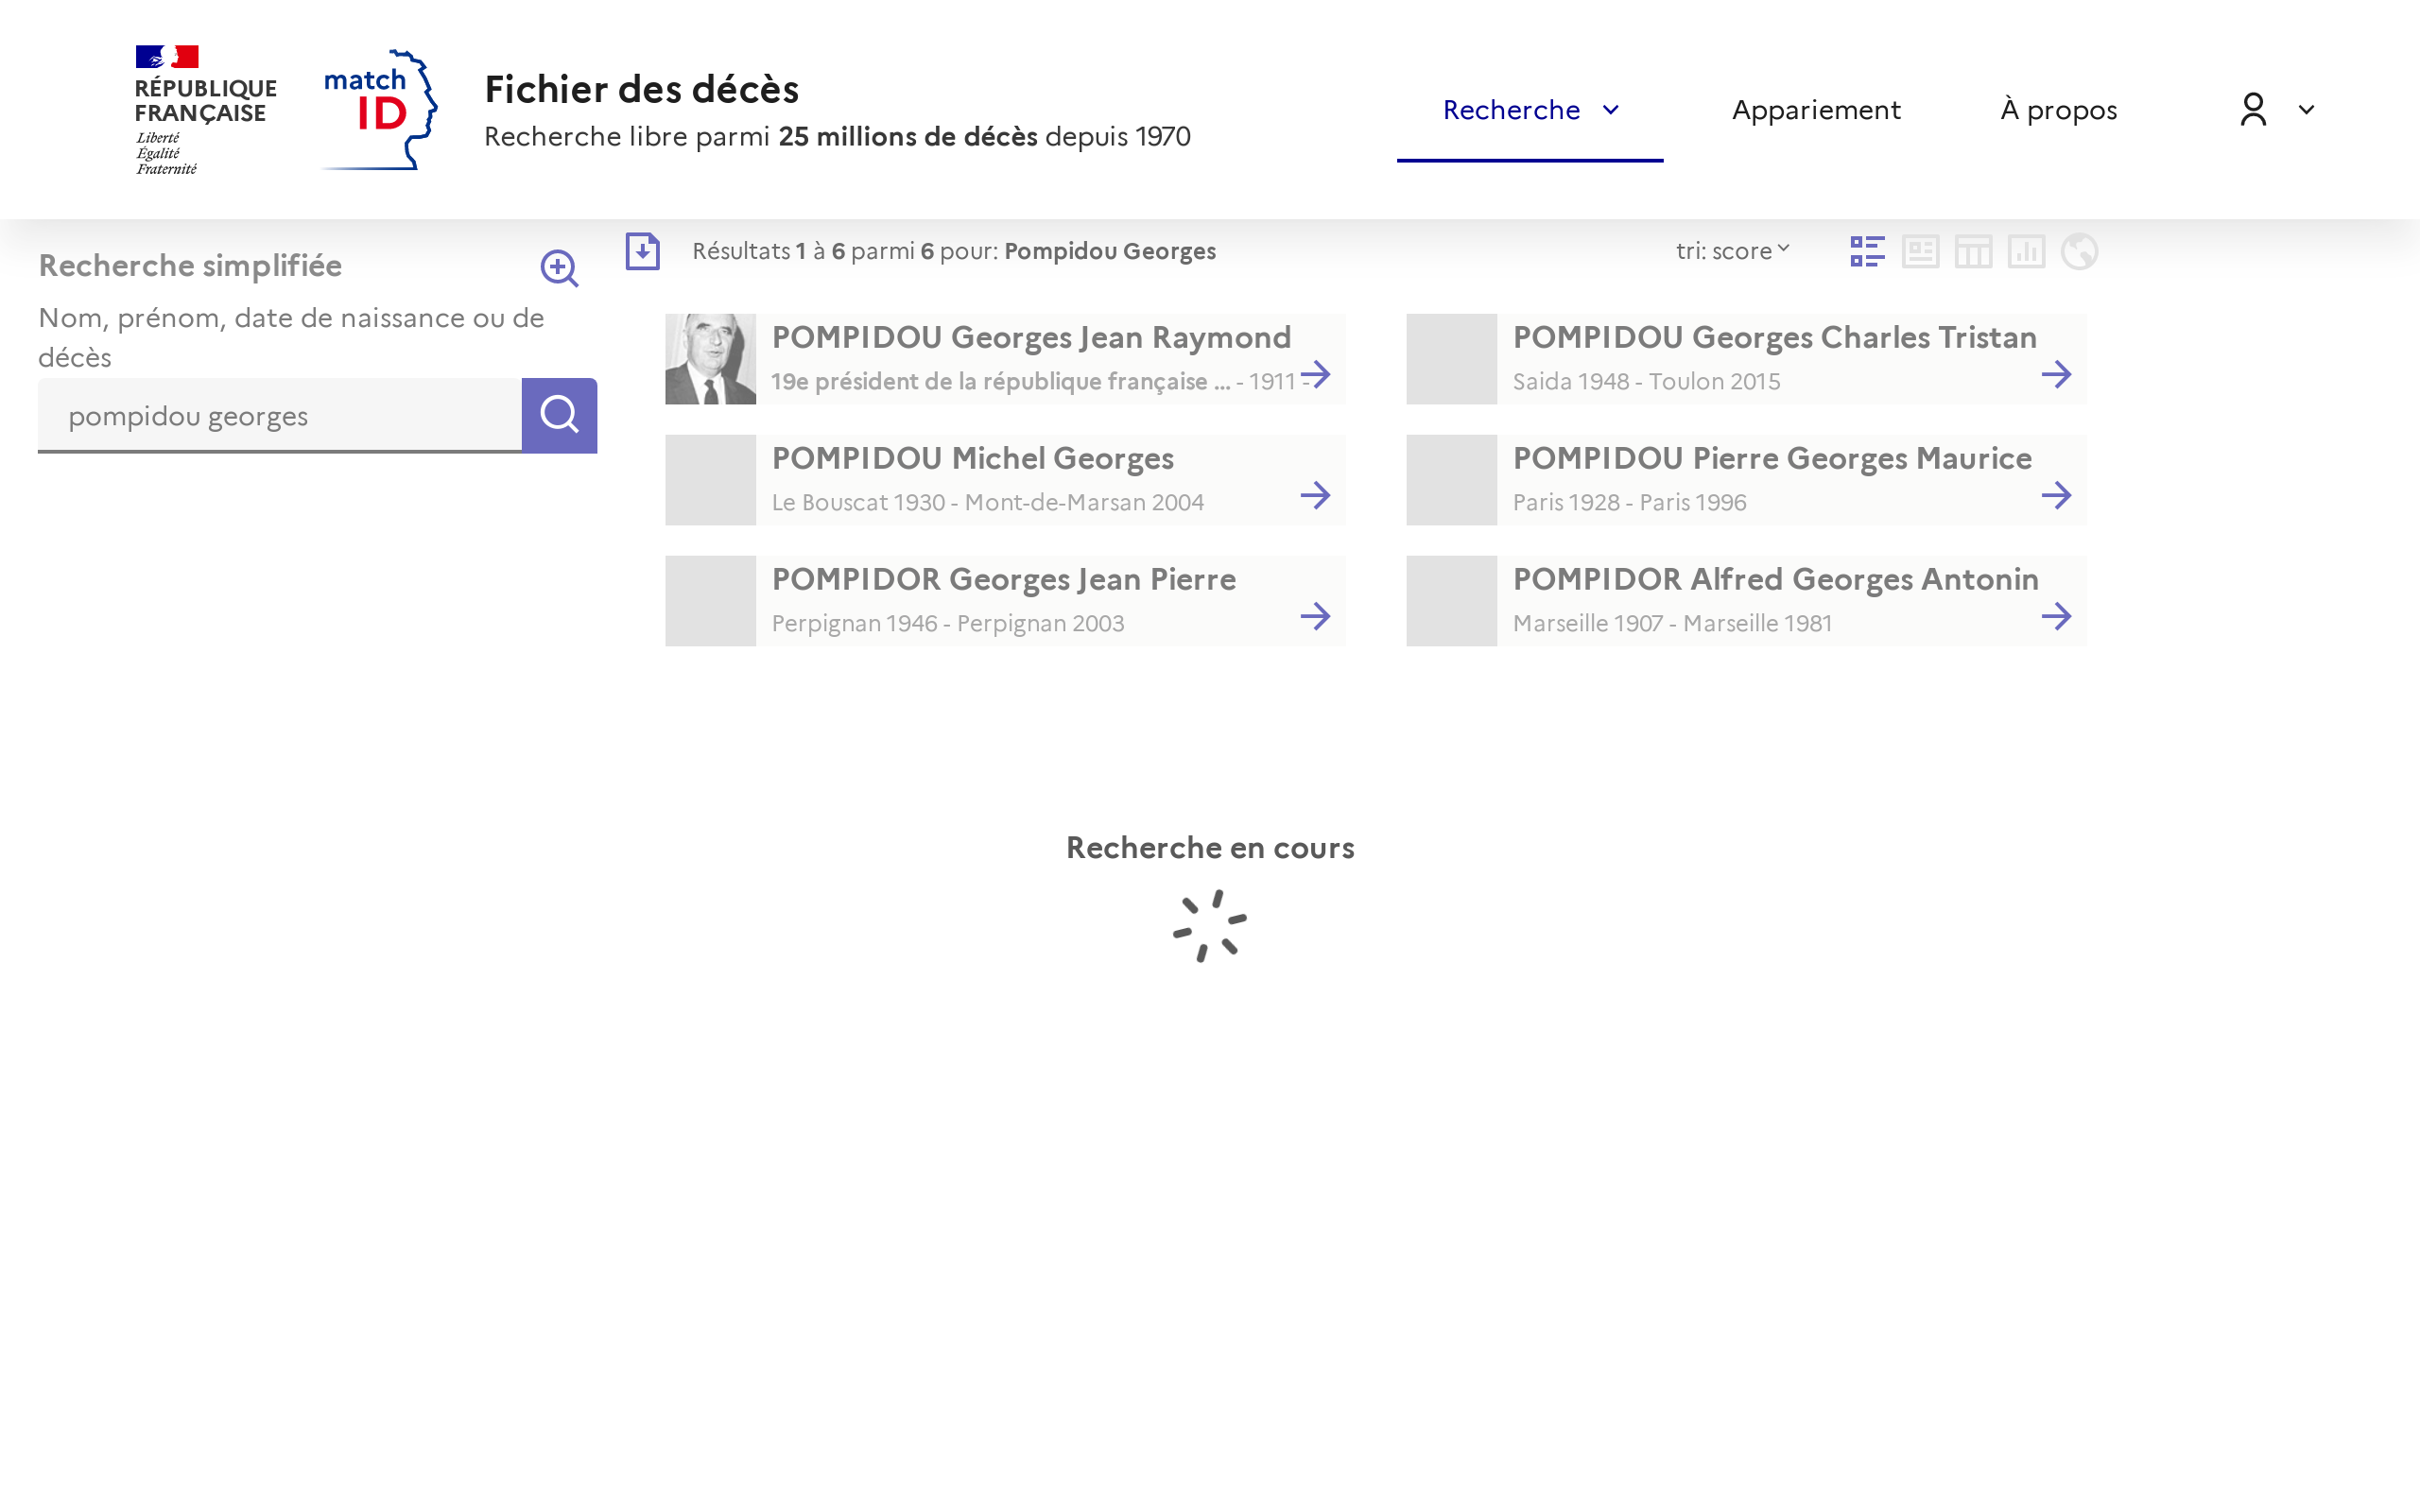 RÉPUBLIQUE
FRANÇAISE
Liberté
Égalité
Fraternité
match
ID
Fichier des décès
Recherche libre parmi 25 millions de décès depuis 1970
Recherche
Appariement
À propos
Recherche simplifiée
Nom, prénom, date de naissance ou de
décès
pompidou georges
Résultats 1 à 6 parmi 6 pour: Pompidou Georges
tri: score
POMPIDOU Georges Jean Raymond
19e président de la république française ... - 1911 -
POMPIDOU Georges Charles Tristan
Saida 1948 - Toulon 2015
POMPIDOU Michel Georges
Le Bouscat 1930 - Mont-de-Marsan 2004
POMPIDOU Pierre Georges Maurice
Paris 1928 - Paris 1996
POMPIDOR Georges Jean Pierre
Perpignan 1946 - Perpignan 2003
POMPIDOR Alfred Georges Antonin
Marseille 1907 - Marseille 1981
Recherche en cours